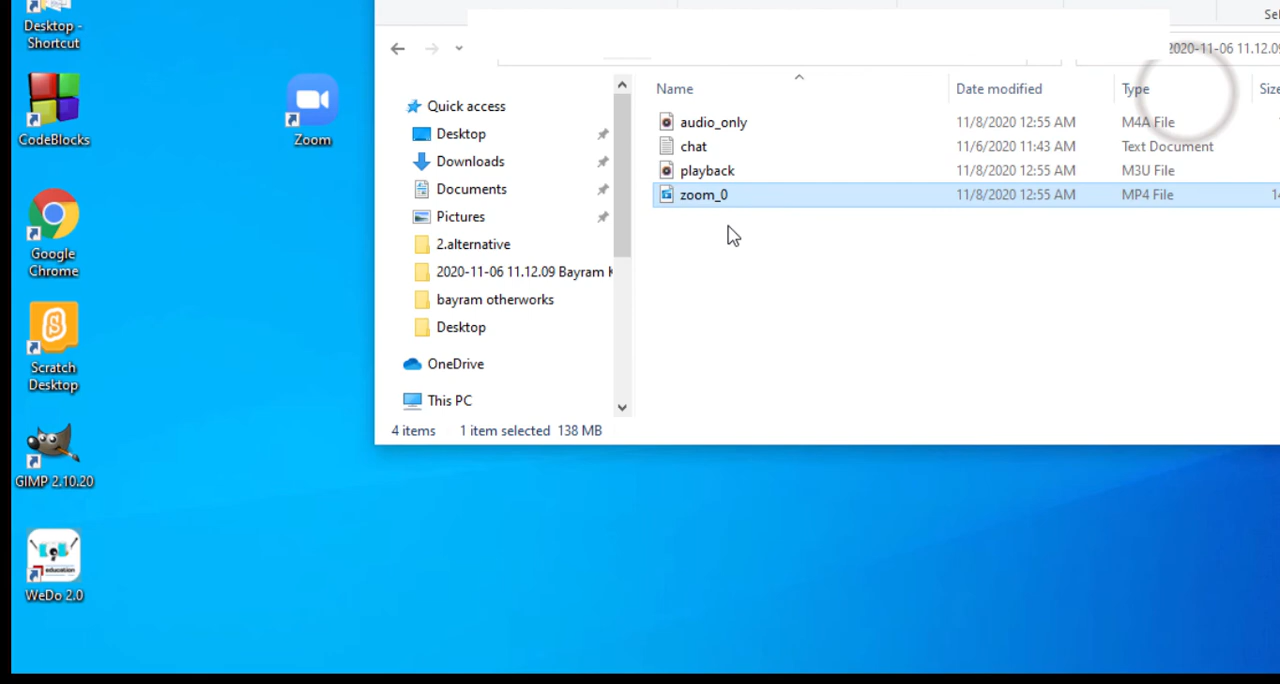 Desktop -
Shortcut
CodeBlocks
Zoom
Google
Chrome
Scratch
Desktop
GIMP 2.10.20
education
WeDo 2.0
2020-11-06 11.12.09
Name
Date modified
Type
Quick access
Desktop
Downloads
Documents
Pictures
2.alternative
2020-11-06 11.12.09 Bayram
bayram otherworks
Desktop
OneDrive
This PC
audio_only 11/8/2020 12:55 AM M4A File
chat 11/6/2020 11:43 AM Text Document
playback 11/8/2020 12:55 AM M3U File
zoom_0 11/8/2020 12:55 AM MP4 File
4 items 1 item selected 138 MB